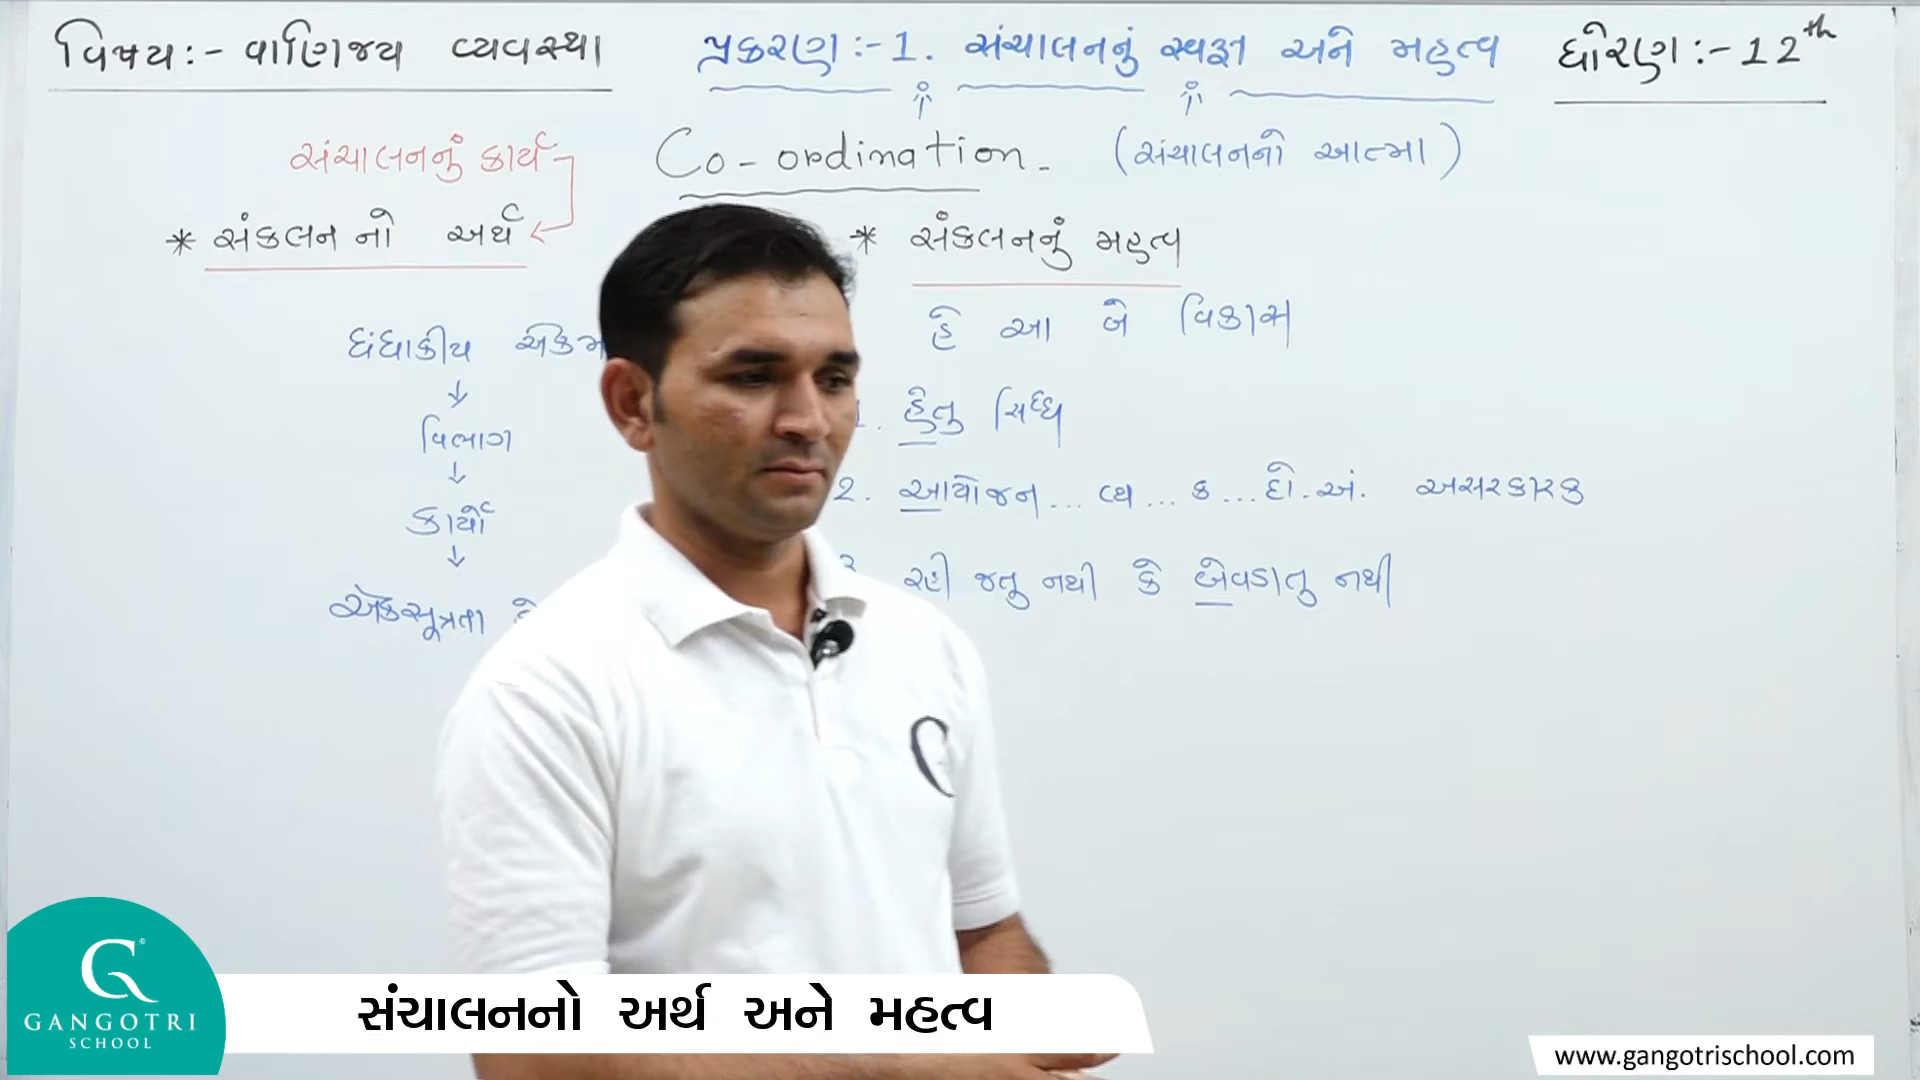 વિષય:- વાણિજ્ય વ્યવસ્થા
પ્રકરણ:-1. સંચાલનનું સ્વરૂપ અને મહત્વ
ધોરણ:-12th
સંચાલનનું કાર્ય
Co-ordination. (સંચાલનનો આત્મા)
* સંકલન નો અર્થ
* સંકલનનું મહત્વ
હે આ બે વિકાસ
ધંધાકીય એકમ
↓
વિભાગ
↓
કાર્યો
↓
એકસૂત્રતા
1. હેતુ સિધ્ધિ
2. આયોજન... વ્ય... ક... દો.અં. અસરકારક
3 રહી જતુ નથી કે બેવડાતુ નથી
G
GANGOTRI
SCHOOL
સંચાલનનો અર્થ અને મહત્વ
www.gangotrischool.com